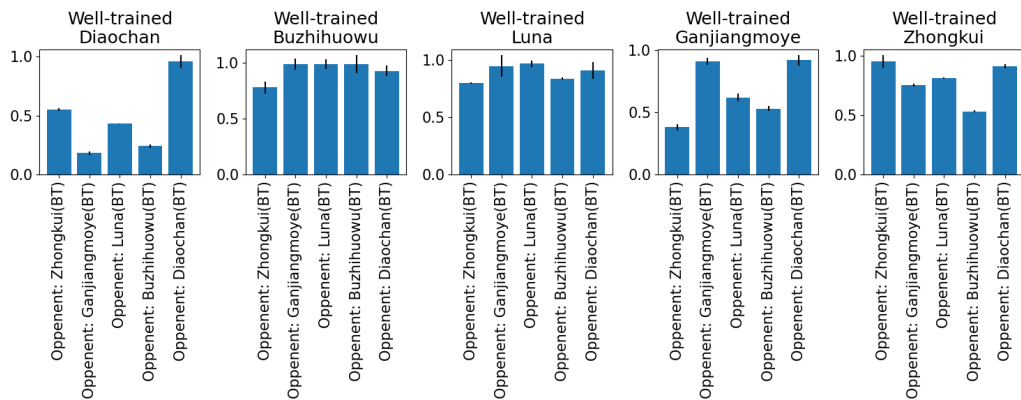 Well-trained
Diaochan
1.0
0.5
0.0
Oppenent: Zhongkui(BT)
Oppenent: Ganjiangmoye(BT)
Oppenent: Luna(BT)
Oppenent: Buzhihuowu(BT)
Oppenent: Diaochan(BT)
Well-trained
Buzhihuowu
1.0
0.5
0.0
Oppenent: Zhongkui(BT)
Oppenent: Ganjiangmoye(BT)
Oppenent: Luna(BT)
Oppenent: Buzhihuowu(BT)
Oppenent: Diaochan(BT)
Well-trained
Luna
1.0
0.5
0.0
Oppenent: Zhongkui(BT)
Oppenent: Ganjiangmoye(BT)
Oppenent: Luna(BT)
Oppenent: Buzhihuowu(BT)
Oppenent: Diaochan(BT)
Well-trained
Ganjiangmoye
1.0
0.5
0.0
Oppenent: Zhongkui(BT)
Oppenent: Ganjiangmoye(BT)
Oppenent: Luna(BT)
Oppenent: Buzhihuowu(BT)
Oppenent: Diaochan(BT)
Well-trained
Zhongkui
1.0
0.5
0.0
Oppenent: Zhongkui(BT)
Oppenent: Ganjiangmoye(BT)
Oppenent: Luna(BT)
Oppenent: Buzhihuowu(BT)
Oppenent: Diaochan(BT)